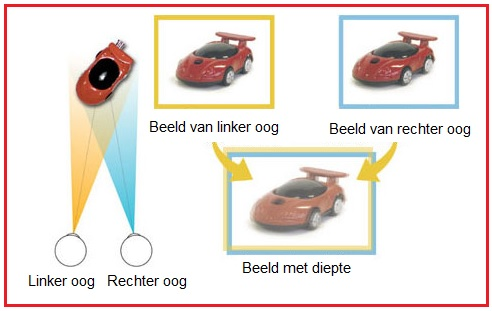 Beeld van linker oog
Beeld van rechter oog
Linker oog
Rechter oog
Beeld met diepte